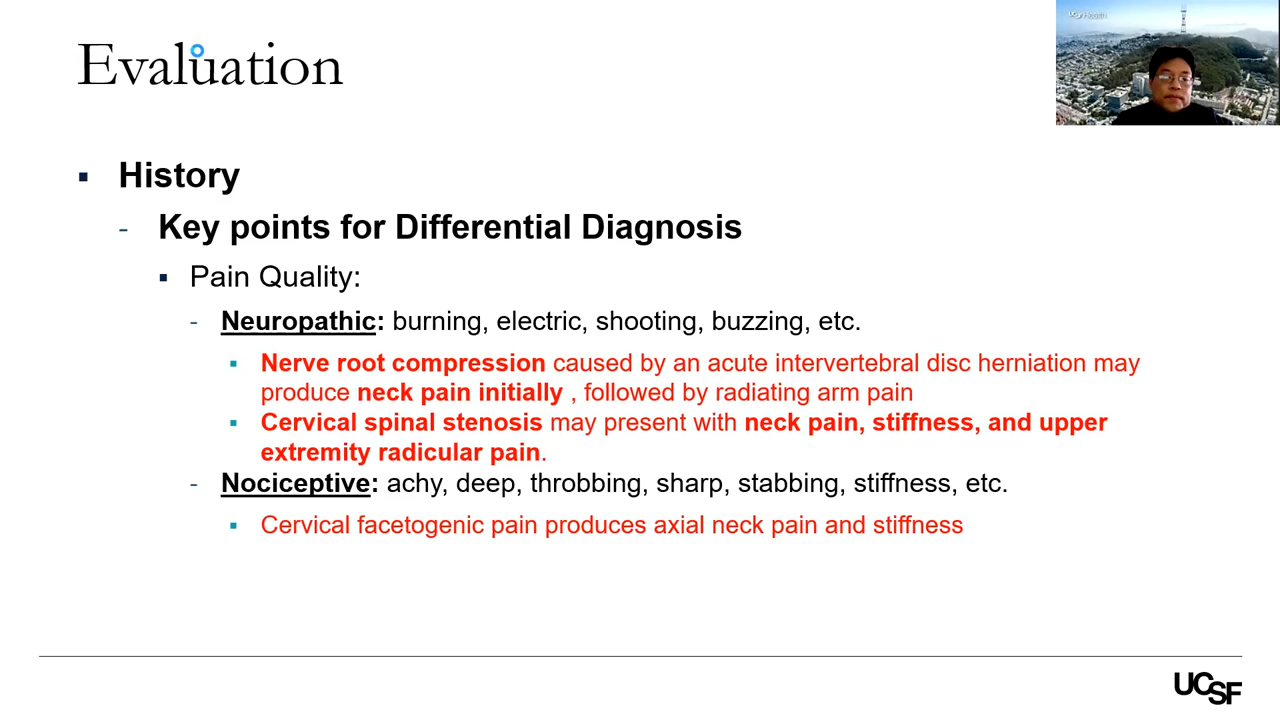 UCSF Health
Evaluation
▪ History
- Key points for Differential Diagnosis
▪ Pain Quality:
- Neuropathic: burning, electric, shooting, buzzing, etc.
▪ Nerve root compression caused by an acute intervertebral disc herniation may
produce neck pain initially , followed by radiating arm pain
▪ Cervical spinal stenosis may present with neck pain, stiffness, and upper
extremity radicular pain.
- Nociceptive: achy, deep, throbbing, sharp, stabbing, stiffness, etc.
▪ Cervical facetogenic pain produces axial neck pain and stiffness
UCSF